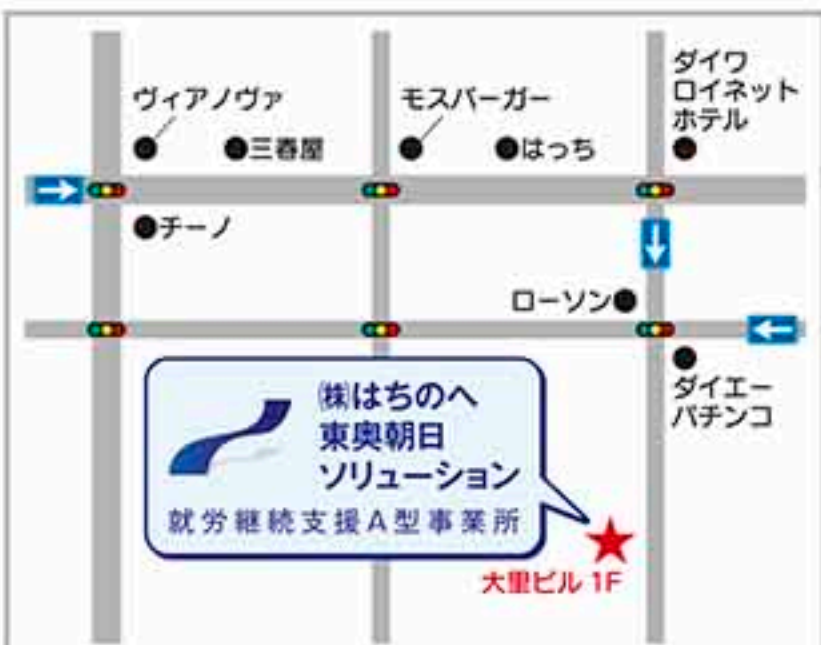 ヴィアノヴァ
三春屋
モスバーガー
はっち
ダイワ
ロイネット
ホテル
チーノ
ローソン
ダイエー
パチンコ
㈱はちのへ
東奥朝日
ソリューション
就労継続支援A型事業所
大里ビル 1F